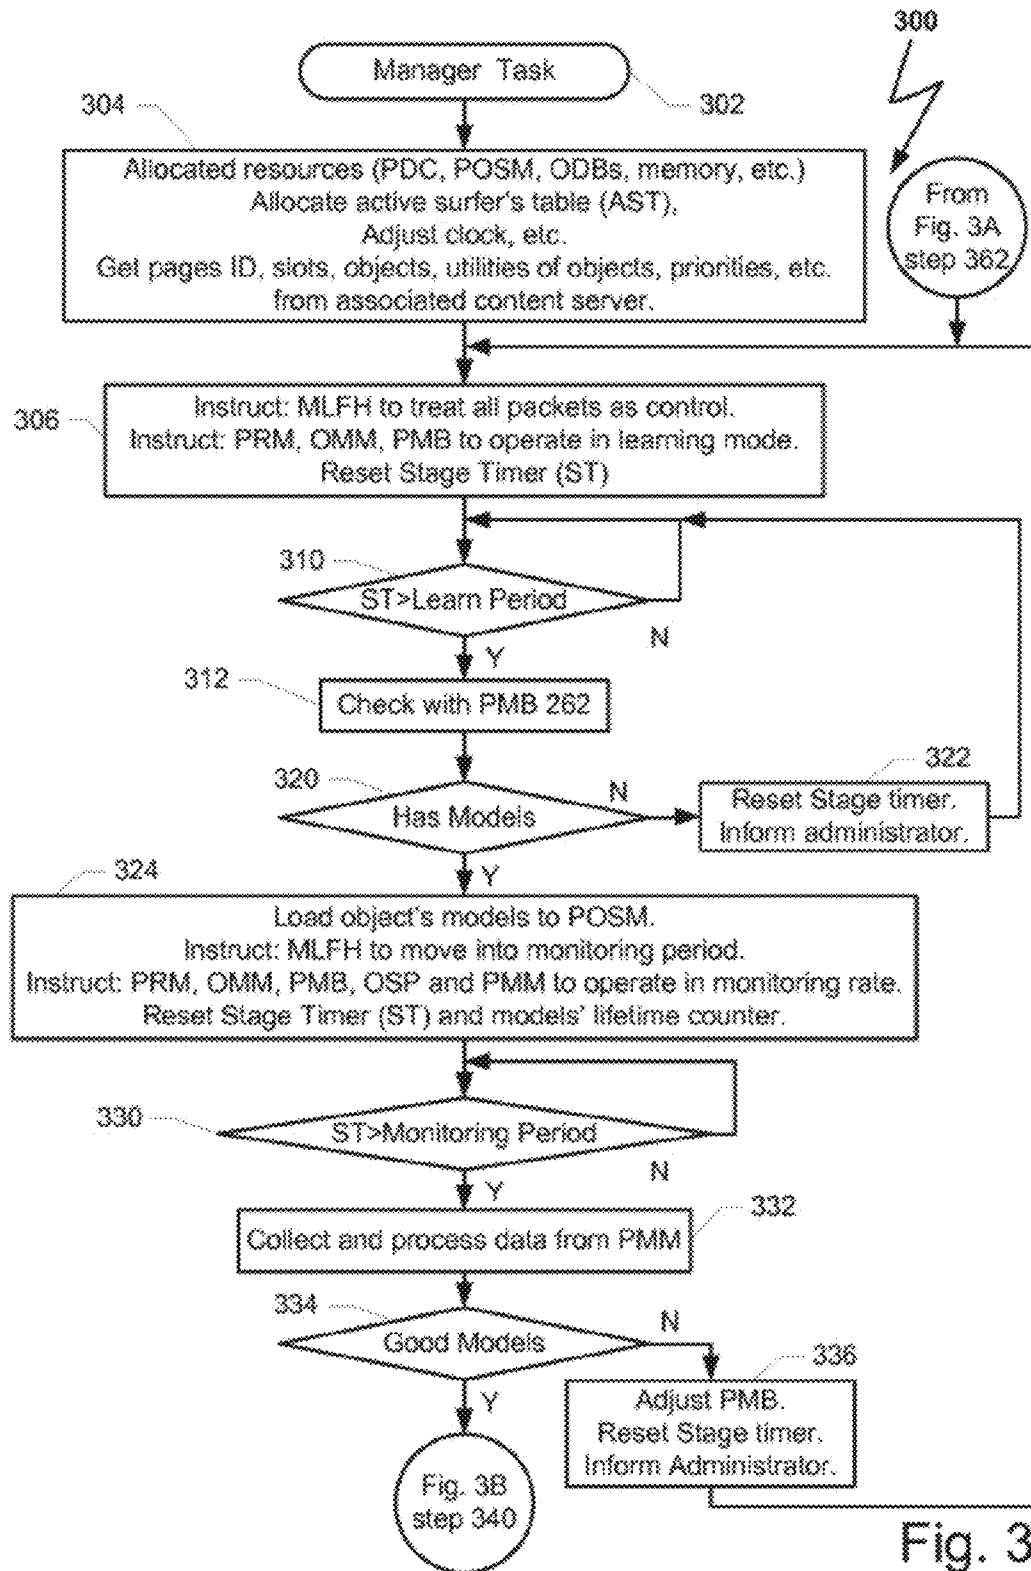 300
Manager Task
302
304
Allocated resources (PDC, POSM, ODBs, memory, etc.)
Allocate active surfer's table (AST),
Adjust clock, etc.
Get pages ID, slots, objects, utilities of objects, priorities, etc.
from associated content server.
From
Fig. 3A
step 362
306
Instruct: MLFH to treat all packets as control.
Instruct: PRM, OMM, PMB to operate in learning mode.
Reset Stage Timer (ST)
310
ST>Learn Period
N
Y
312
Check with PMB 262
320
Has Models
N
322
Reset Stage timer.
Inform administrator.
Y
324
Load object's models to POSM.
Instruct: MLFH to move into monitoring period.
Instruct: PRM, OMM, PMB, OSP and PMM to operate in monitoring rate.
Reset Stage Timer (ST) and models' lifetime counter.
330
ST>Monitoring Period
N
Y
332
Collect and process data from PMM
334
Good Models
N
336
Adjust PMB.
Reset Stage timer.
Inform Administrator.
Y
Fig. 3B
step 340
Fig. 3